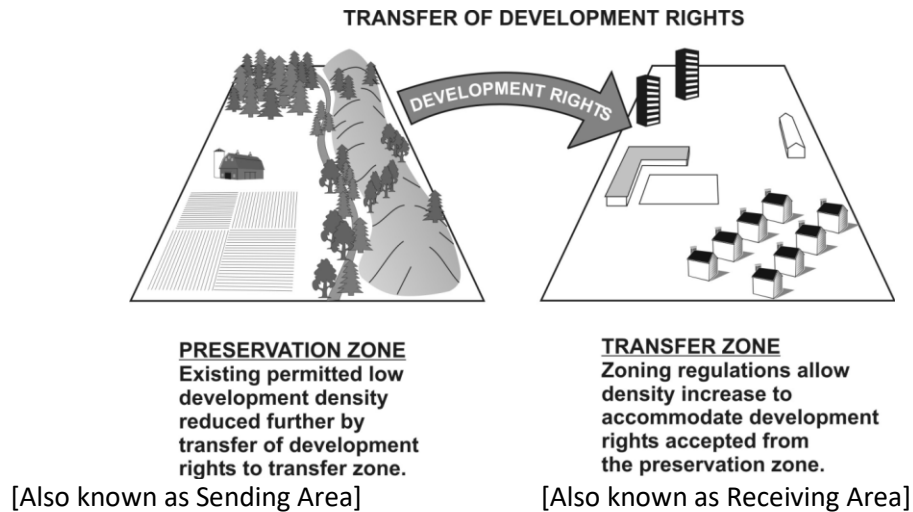 TRANSFER OF DEVELOPMENT RIGHTS
DEVELOPMENT RIGHTS
PRESERVATION ZONE
Existing permitted low
development density
reduced further by
transfer of development
rights to transfer zone.
[Also known as Sending Area]
TRANSFER ZONE
Zoning regulations allow
density increase to
accommodate development
rights accepted from
the preservation zone.
[Also known as Receiving Area]